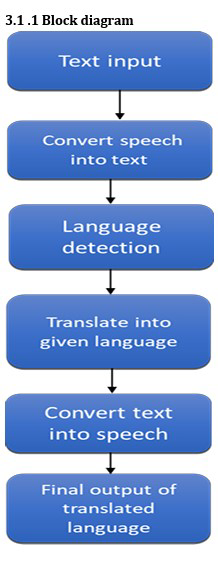 3.1 .1 Block diagram
Text input
Convert speech
into text
Language
detection
Translate into
given language
Convert text
into speech
Final output of
translated
language